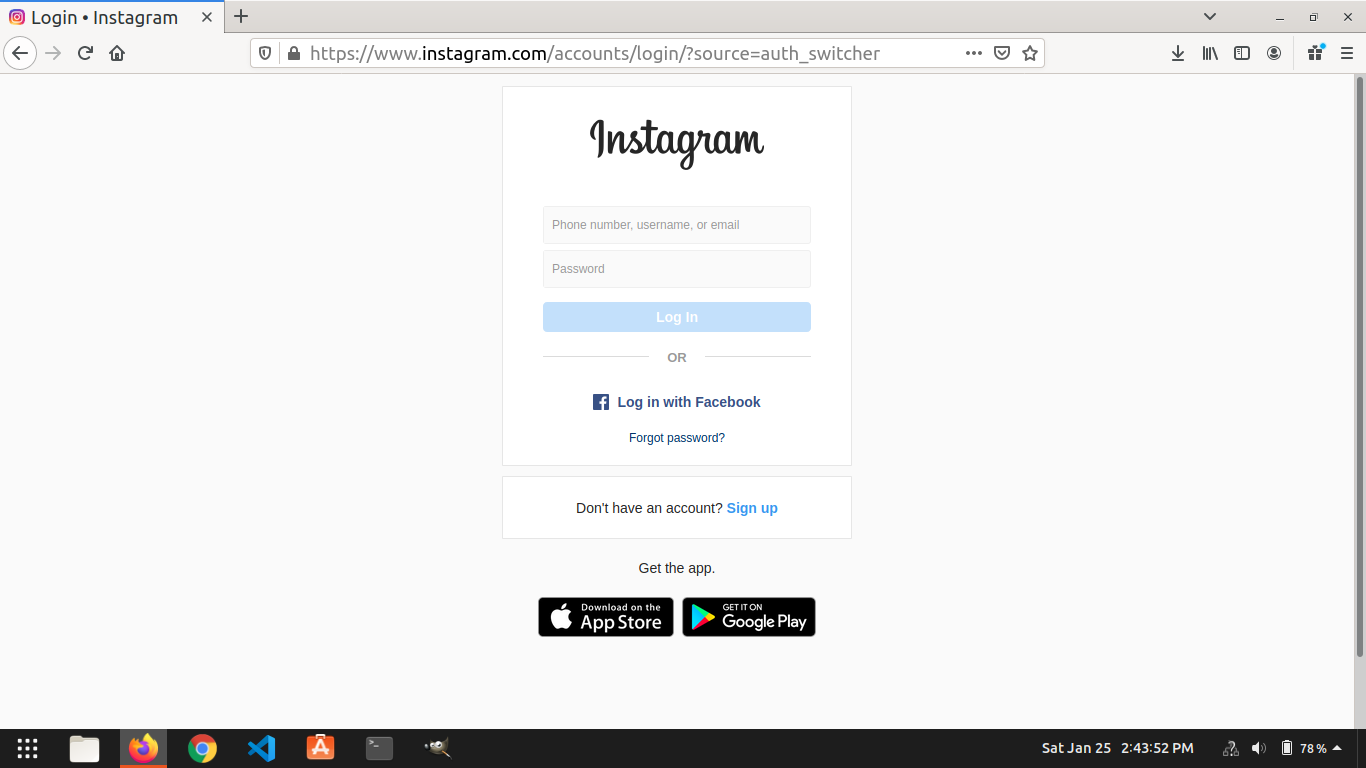 Login • Instagram
https://www.instagram.com/accounts/login/?source=auth_switcher
Instagram
Phone number, username, or email
Password
Log In
OR
Log in with Facebook
Forgot password?
Don't have an account? Sign up
Get the app.
Download on the
App Store
GET IT ON
Google Play
Sat Jan 25 2:43:52 PM
78 %